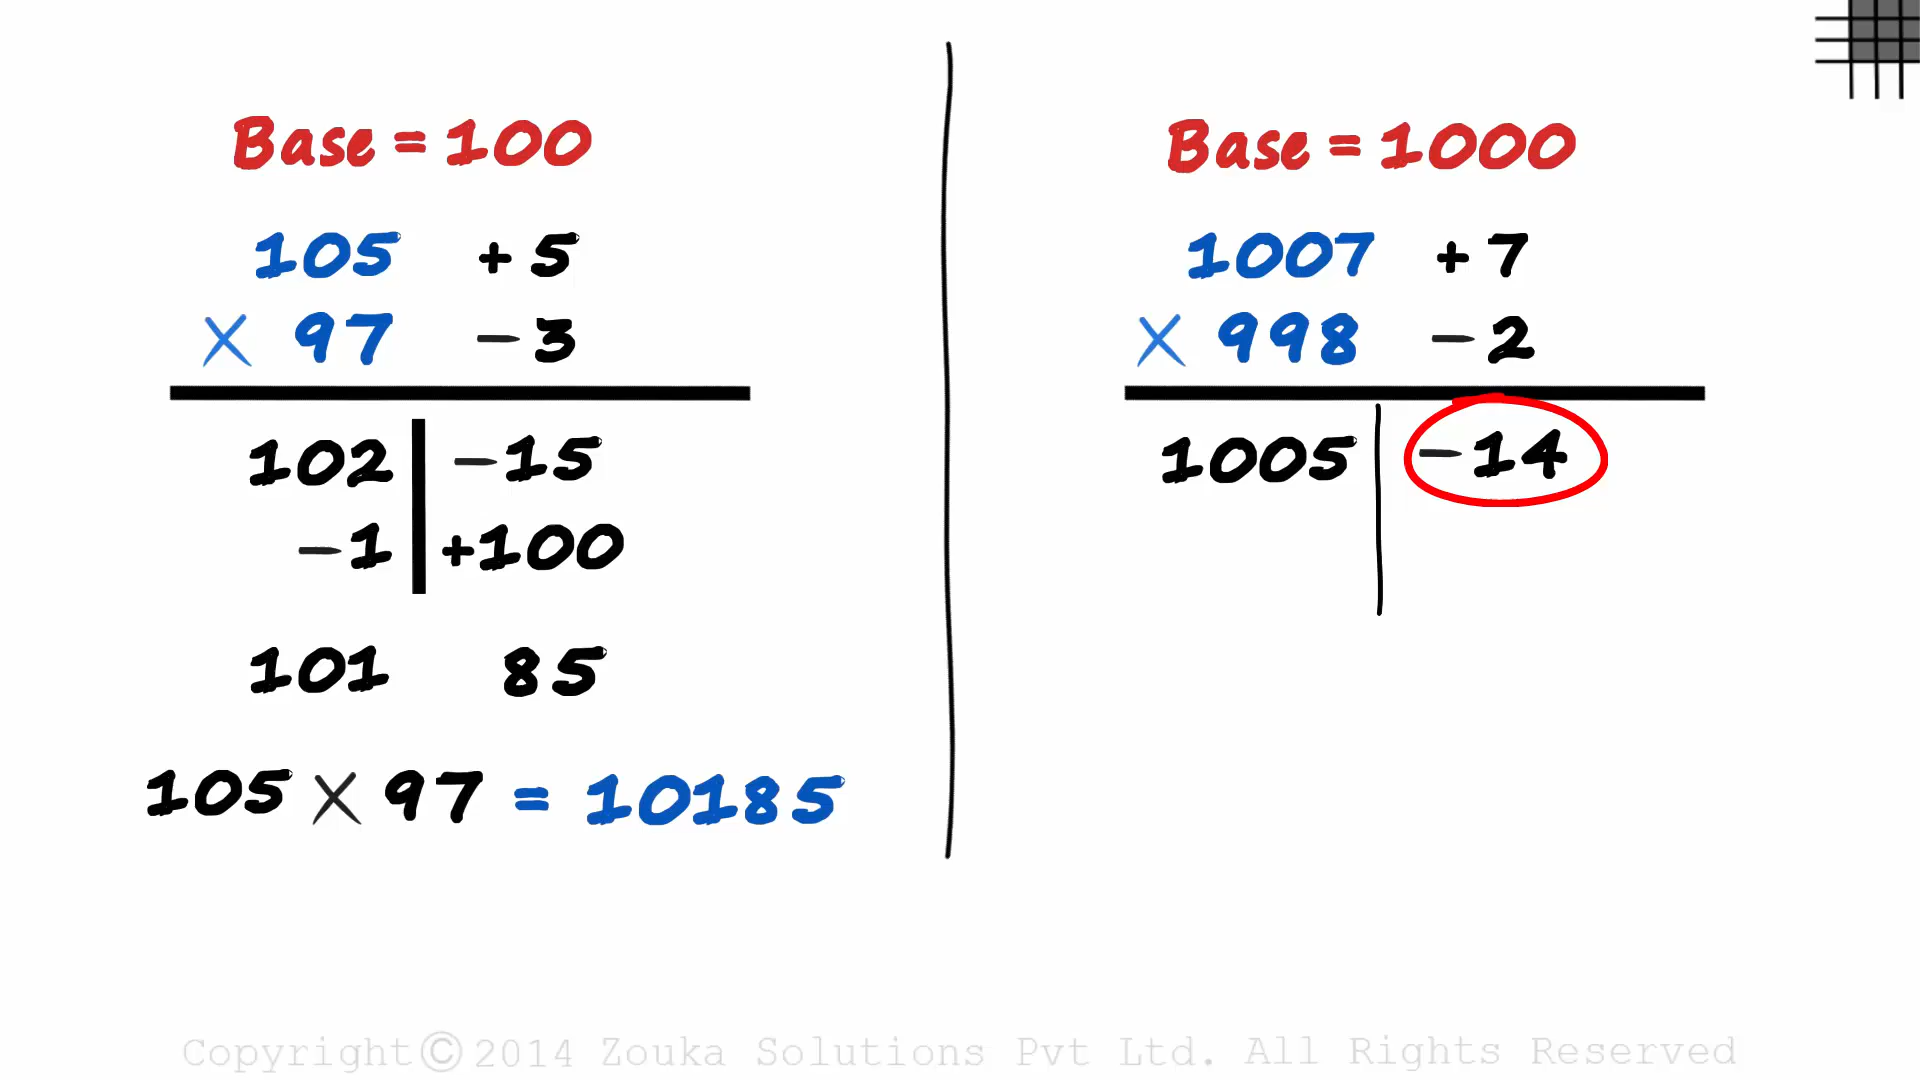 Base = 100
105 + 5
× 97 − 3
102 −15
−1 +100
101 85
105 × 97 = 10185
Base = 1000
1007 + 7
× 998 − 2
1005 −14
Copyright©2014 Zouka Solutions Pvt Ltd. All Rights Reserved